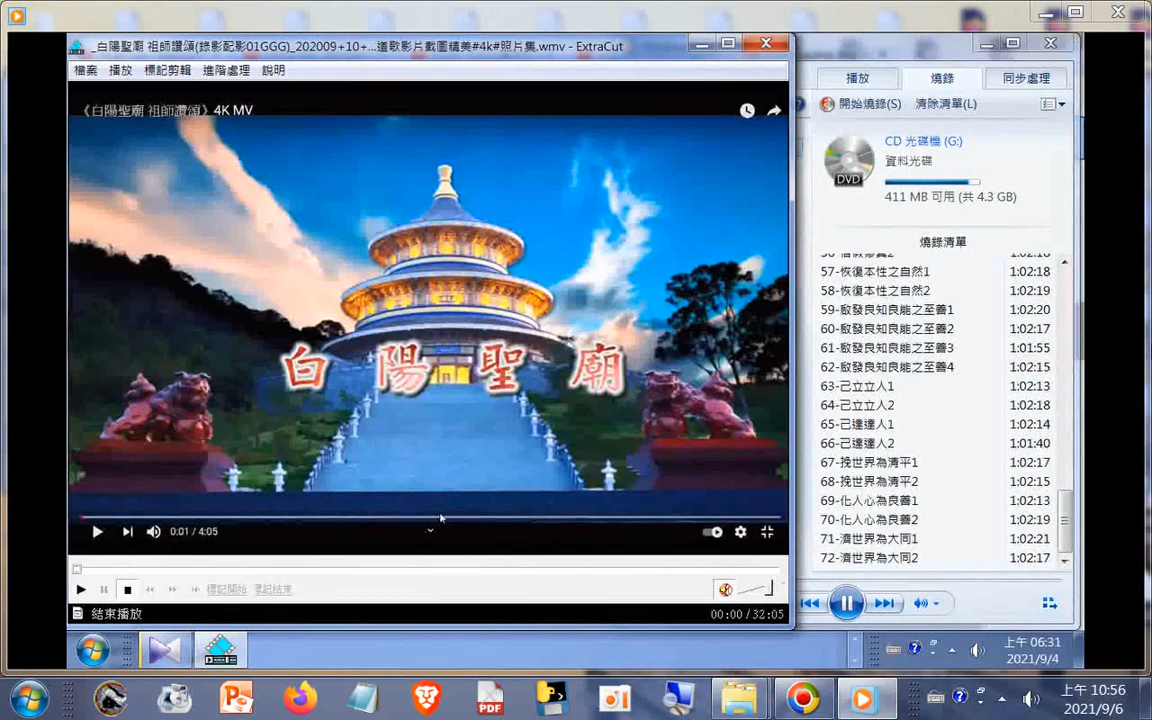 _白陽聖廟 祖師讚頌(錄影配影01GGG)_202009+10+...道歌影片截圖精美#4k#照片集.wmv - ExtraCut
檔案 播放 標記剪輯 進階處理 說明
《白陽聖廟 祖師讚頌》4K MV
白陽聖廟
0:01 / 4:05
標記開始 標記結束
結束播放
00:00 / 32:05
播放 燒錄 同步處理
開始燒錄(S) 清除清單(L)
CD 光碟機 (G:)
資料光碟
DVD
411 MB 可用 (共 4.3 GB)
燒錄清單
57-恢復本性之自然1 1:02:18
58-恢復本性之自然2 1:02:19
59-啟發良知良能之至善1 1:02:20
60-啟發良知良能之至善2 1:02:17
61-啟發良知良能之至善3 1:01:55
62-啟發良知良能之至善4 1:02:15
63-己立立人1 1:02:13
64-己立立人2 1:02:18
65-己達達人1 1:02:14
66-己達達人2 1:01:40
67-挽世界為清平1 1:02:17
68-挽世界為清平2 1:02:15
69-化人心為良善1 1:02:13
70-化人心為良善2 1:02:19
71-濟世界為大同1 1:02:21
72-濟世界為大同2 1:02:17
上午 06:31
2021/9/4
PDF
上午 10:56
2021/9/6